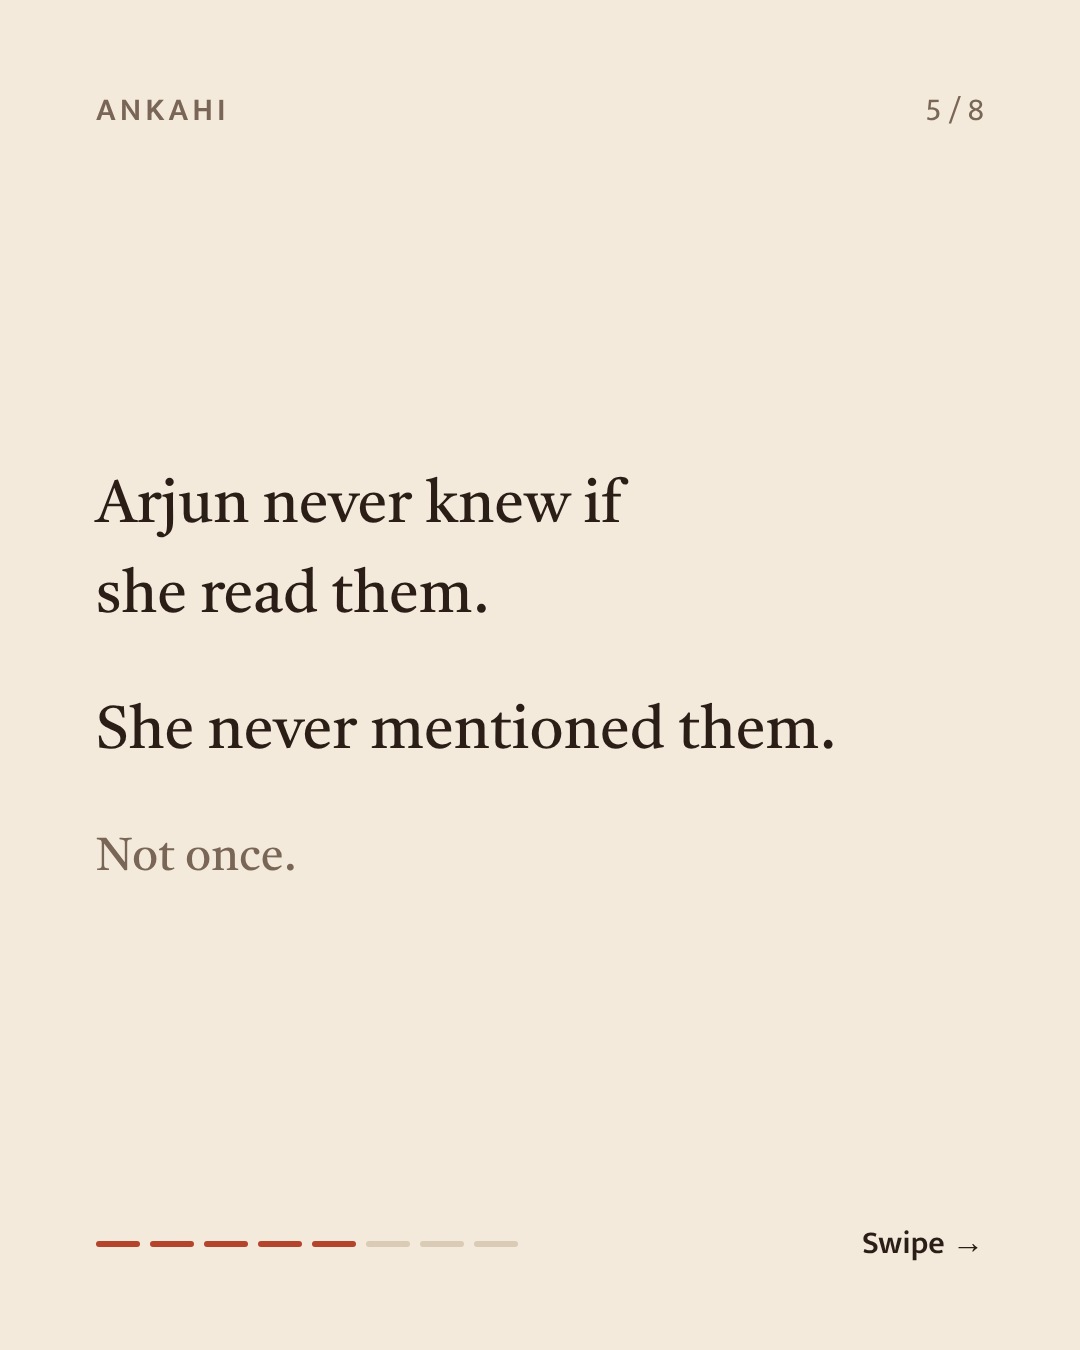 ANKAHI
5 / 8
Arjun never knew if
she read them.
She never mentioned them.
Not once.
Swipe →